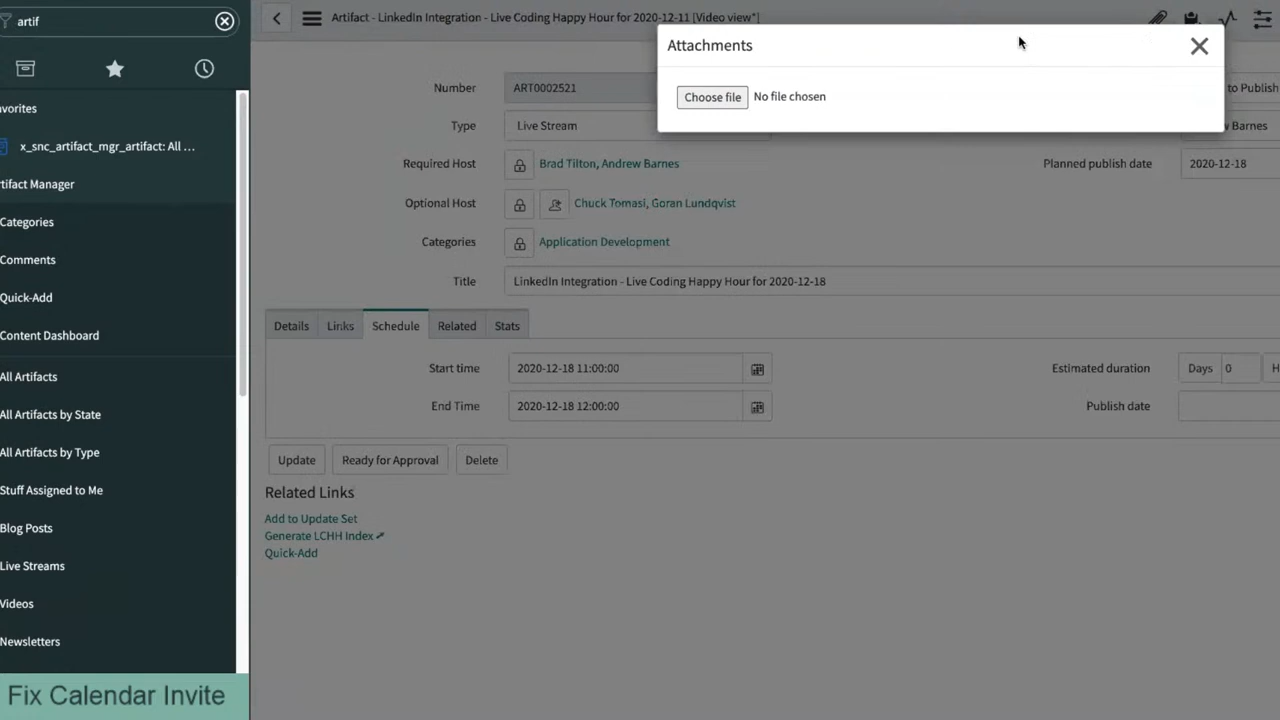 artif
Artifact - LinkedIn Integration - Live Coding Happy Hour for 2020-12-11 [Video view*]
Attachments
Choose file No file chosen
avorites
x_snc_artifact_mgr_artifact: All ...
rtifact Manager
Categories
Comments
Quick-Add
Content Dashboard
All Artifacts
All Artifacts by State
All Artifacts by Type
Stuff Assigned to Me
Blog Posts
Live Streams
Videos
Newsletters
Fix Calendar Invite
Number ART0002521 to Publish
Type Live Stream w Barnes
Required Host Brad Tilton, Andrew Barnes Planned publish date 2020-12-18
Optional Host Chuck Tomasi, Goran Lundqvist
Categories Application Development
Title LinkedIn Integration - Live Coding Happy Hour for 2020-12-18
Details Links Schedule Related Stats
Start time 2020-12-18 11:00:00 Estimated duration Days 0 H
End Time 2020-12-18 12:00:00 Publish date
Update Ready for Approval Delete
Related Links
Add to Update Set
Generate LCHH Index
Quick-Add